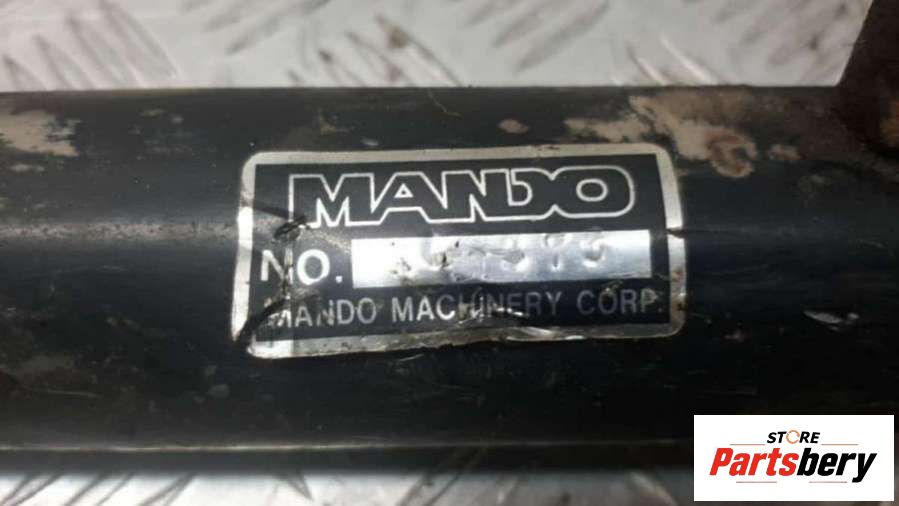 MANDO
NO.
MANDO MACHINERY CORP.
STORE
Partsbery